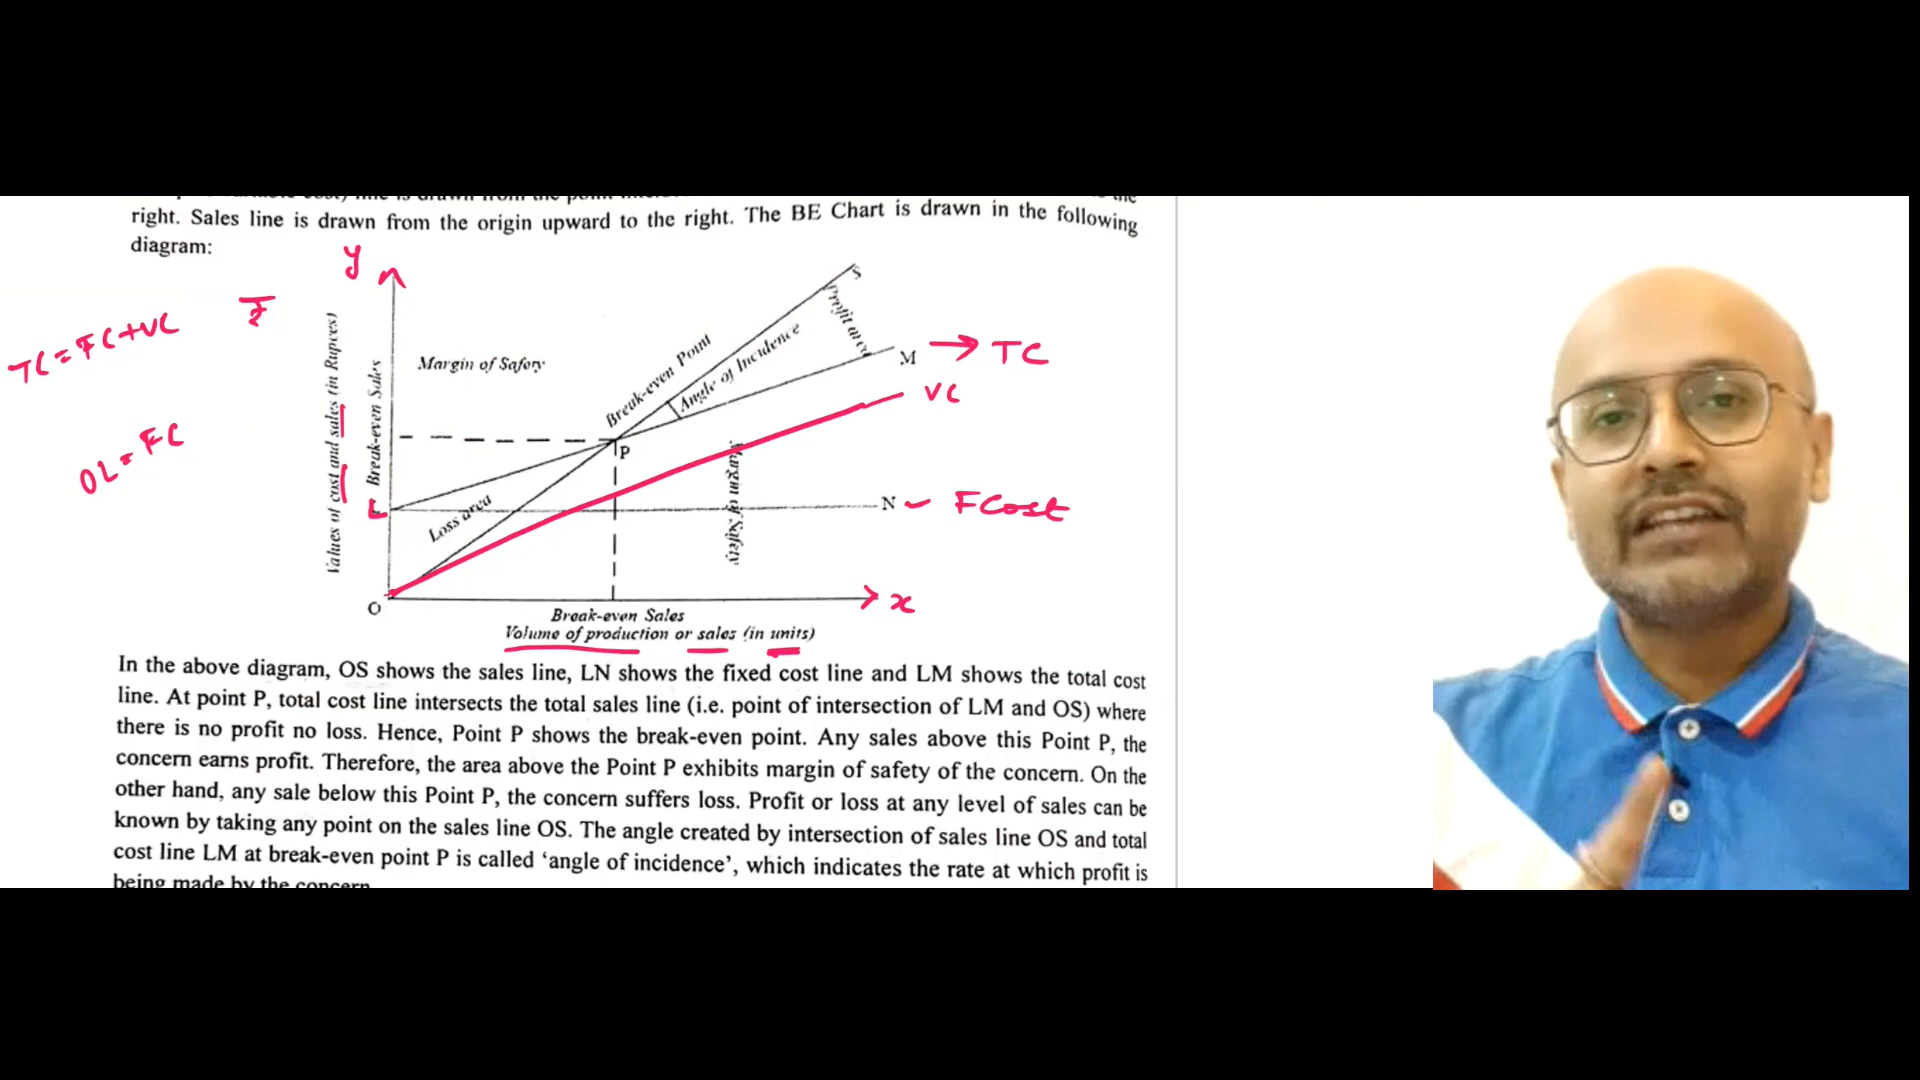 right. Sales line is drawn from the origin upward to the right. The BE Chart is drawn in the following
diagram:
y
TC = FC+VC
OL = FC
Values of cost and sales (in Rupees)
Break-even Sales
Margin of Safety
Break-even Point
Angle of Incidence
Profit area
S
M → TC
VC
P
Loss area
Margin of Safety
L
N – F Cost
O
x
Break-even Sales
Volume of production or sales (in units)
In the above diagram, OS shows the sales line, LN shows the fixed cost line and LM shows the total cost
line. At point P, total cost line intersects the total sales line (i.e. point of intersection of LM and OS) where
there is no profit no loss. Hence, Point P shows the break-even point. Any sales above this Point P, the
concern earns profit. Therefore, the area above the Point P exhibits margin of safety of the concern. On the
other hand, any sale below this Point P, the concern suffers loss. Profit or loss at any level of sales can be
known by taking any point on the sales line OS. The angle created by intersection of sales line OS and total
cost line LM at break-even point P is called ‘angle of incidence’, which indicates the rate at which profit is
being made by the concern